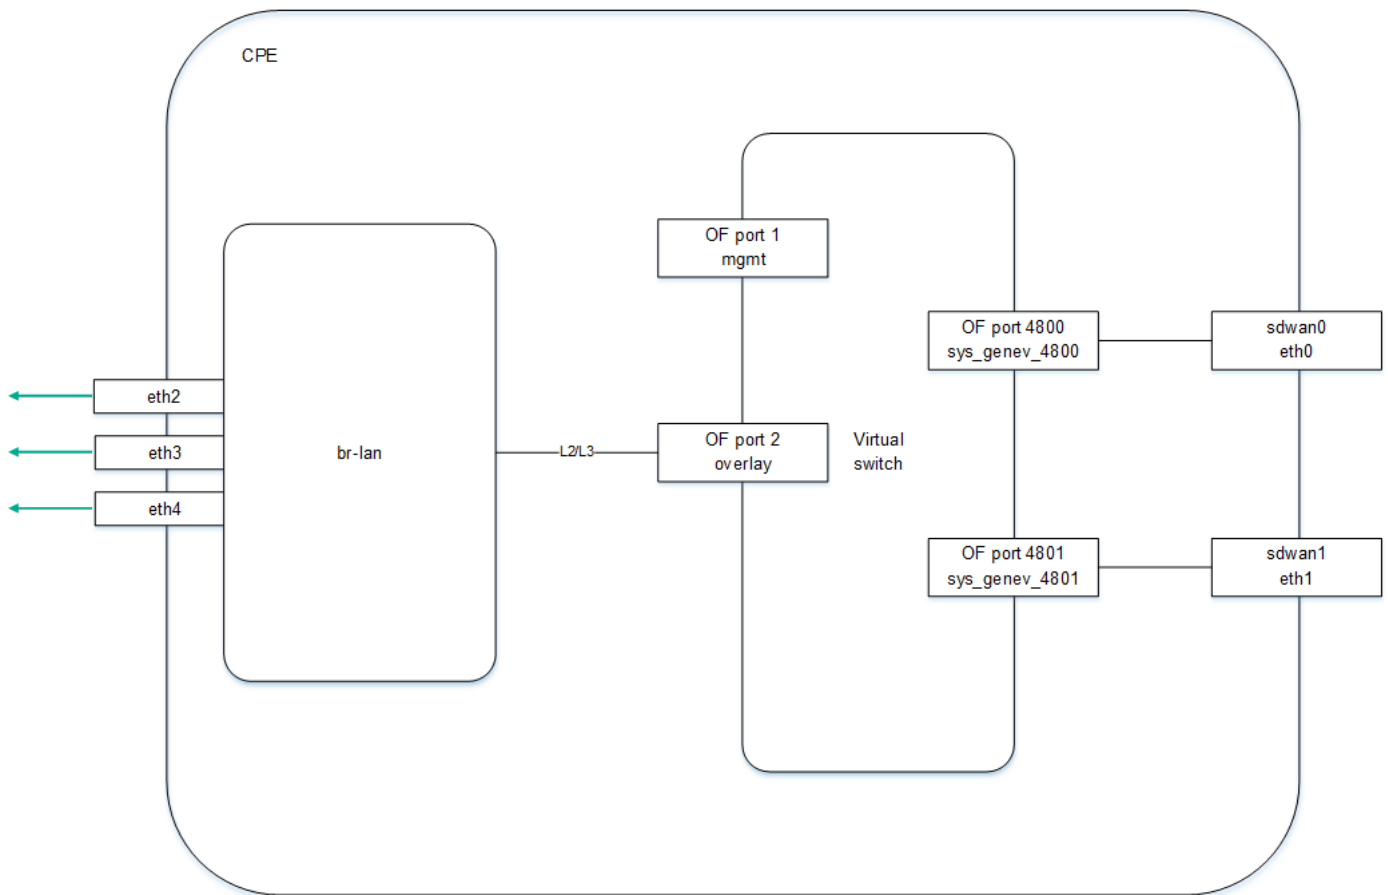 CPE
OF port 1
mgmt
OF port 4800
sys_genev_4800
sdwan0
eth0
eth2
eth3
eth4
br-lan
L2/L3
OF port 2
overlay
Virtual
switch
OF port 4801
sys_genev_4801
sdwan1
eth1